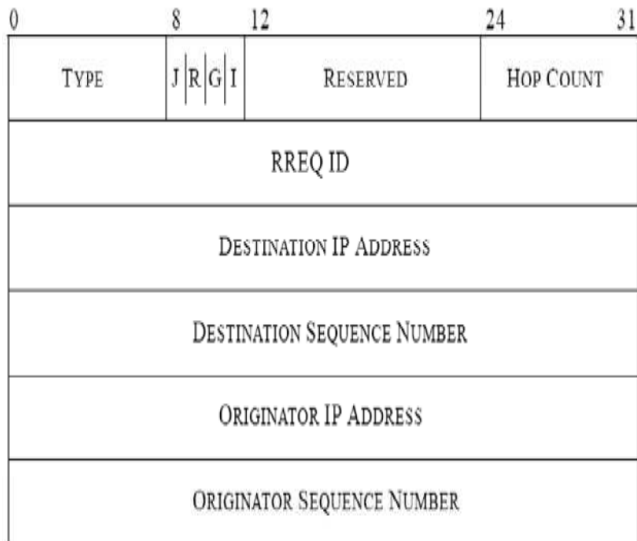 0 8 12 24 31
TYPE J R G I RESERVED HOP COUNT
RREQ ID
DESTINATION IP ADDRESS
DESTINATION SEQUENCE NUMBER
ORIGINATOR IP ADDRESS
ORIGINATOR SEQUENCE NUMBER